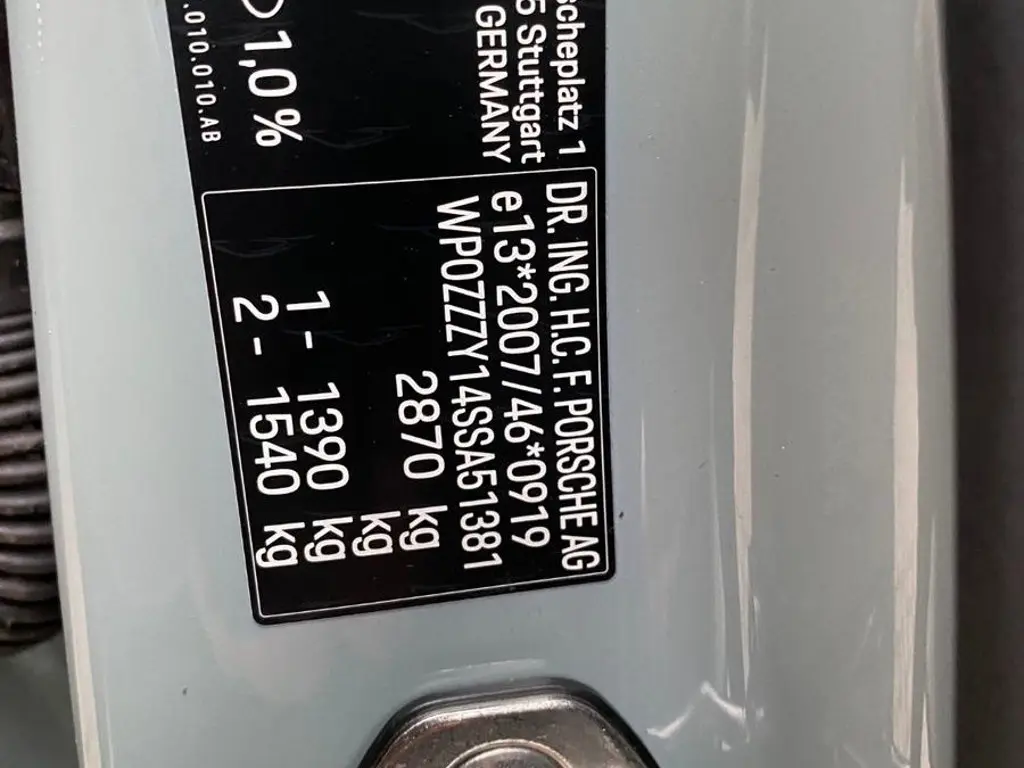 scheplatz 1
5 Stuttgart
GERMANY
1,0%
.010.010.AB
DR. ING. H.C. F. PORSCHE AG
e13*2007/46*0919
WP0ZZZY14SSA51381
2870 kg
kg
1 - 1390 kg
2 - 1540 kg